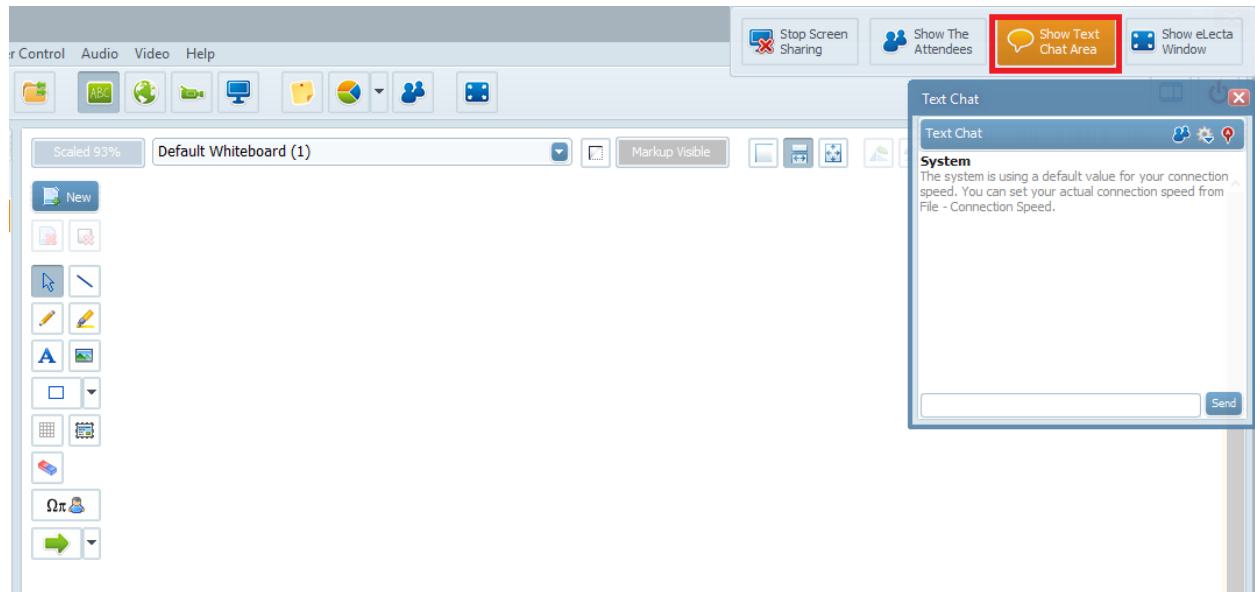 Stop Screen
Sharing
Show The
Attendees
Show Text
Chat Area
Show eLecta
Window
er Control Audio Video Help
ABC
Text Chat
Scaled 93%
Default Whiteboard (1)
Markup Visible
Text Chat
A
System
The system is using a default value for your connection
speed. You can set your actual connection speed from
File - Connection Speed.
New
A
Ωπ
Send